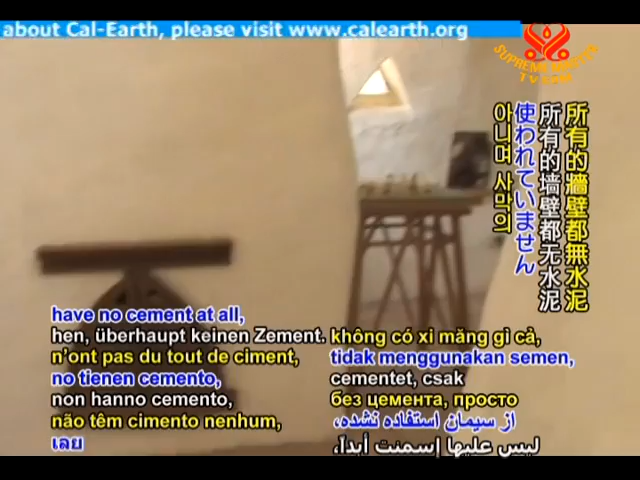 about Cal-Earth, please visit www.calearth.org
SUPREME MASTER
TV.com
所有的牆壁都無水泥
所有的墙壁都无水泥
使われていません
아니며 사막의
have no cement at all,
hen, überhaupt keinen Zement.
n'ont pas du tout de ciment,
no tienen cemento,
non hanno cemento,
não têm cimento nenhum,
เลย
không có xi măng gì cả,
tidak menggunakan semen,
cementet, csak
без цемента, просто
از سیمان استفاده نشده،
ليس عليها إسمنت أبداً،